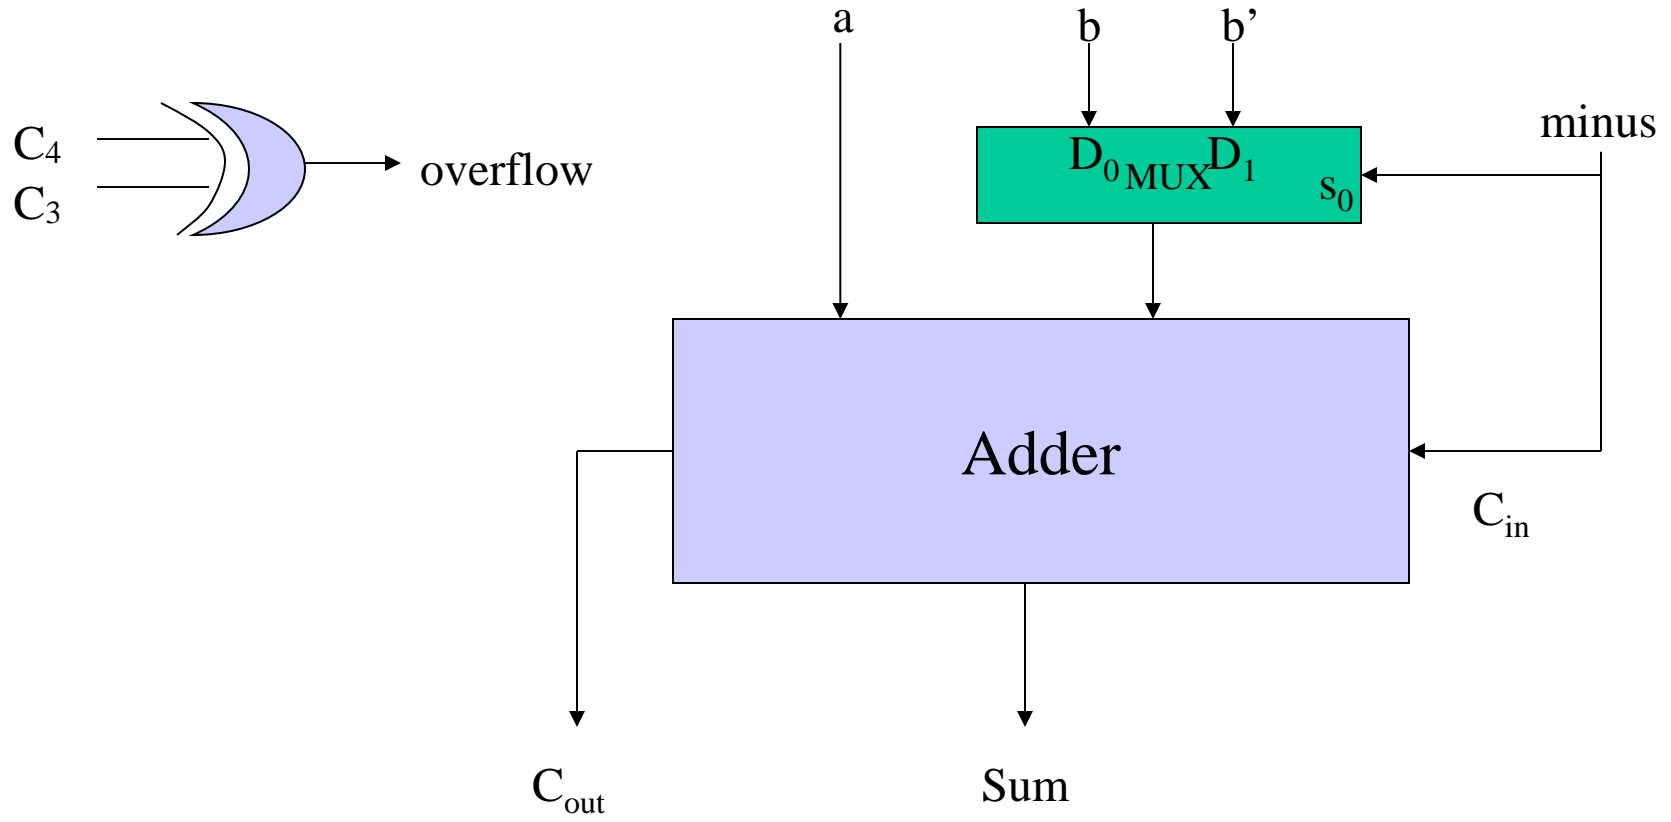 a
b
b’
minus
C4
C3
overflow
D0
MUX
D1
s0
Adder
Cin
Cout
Sum